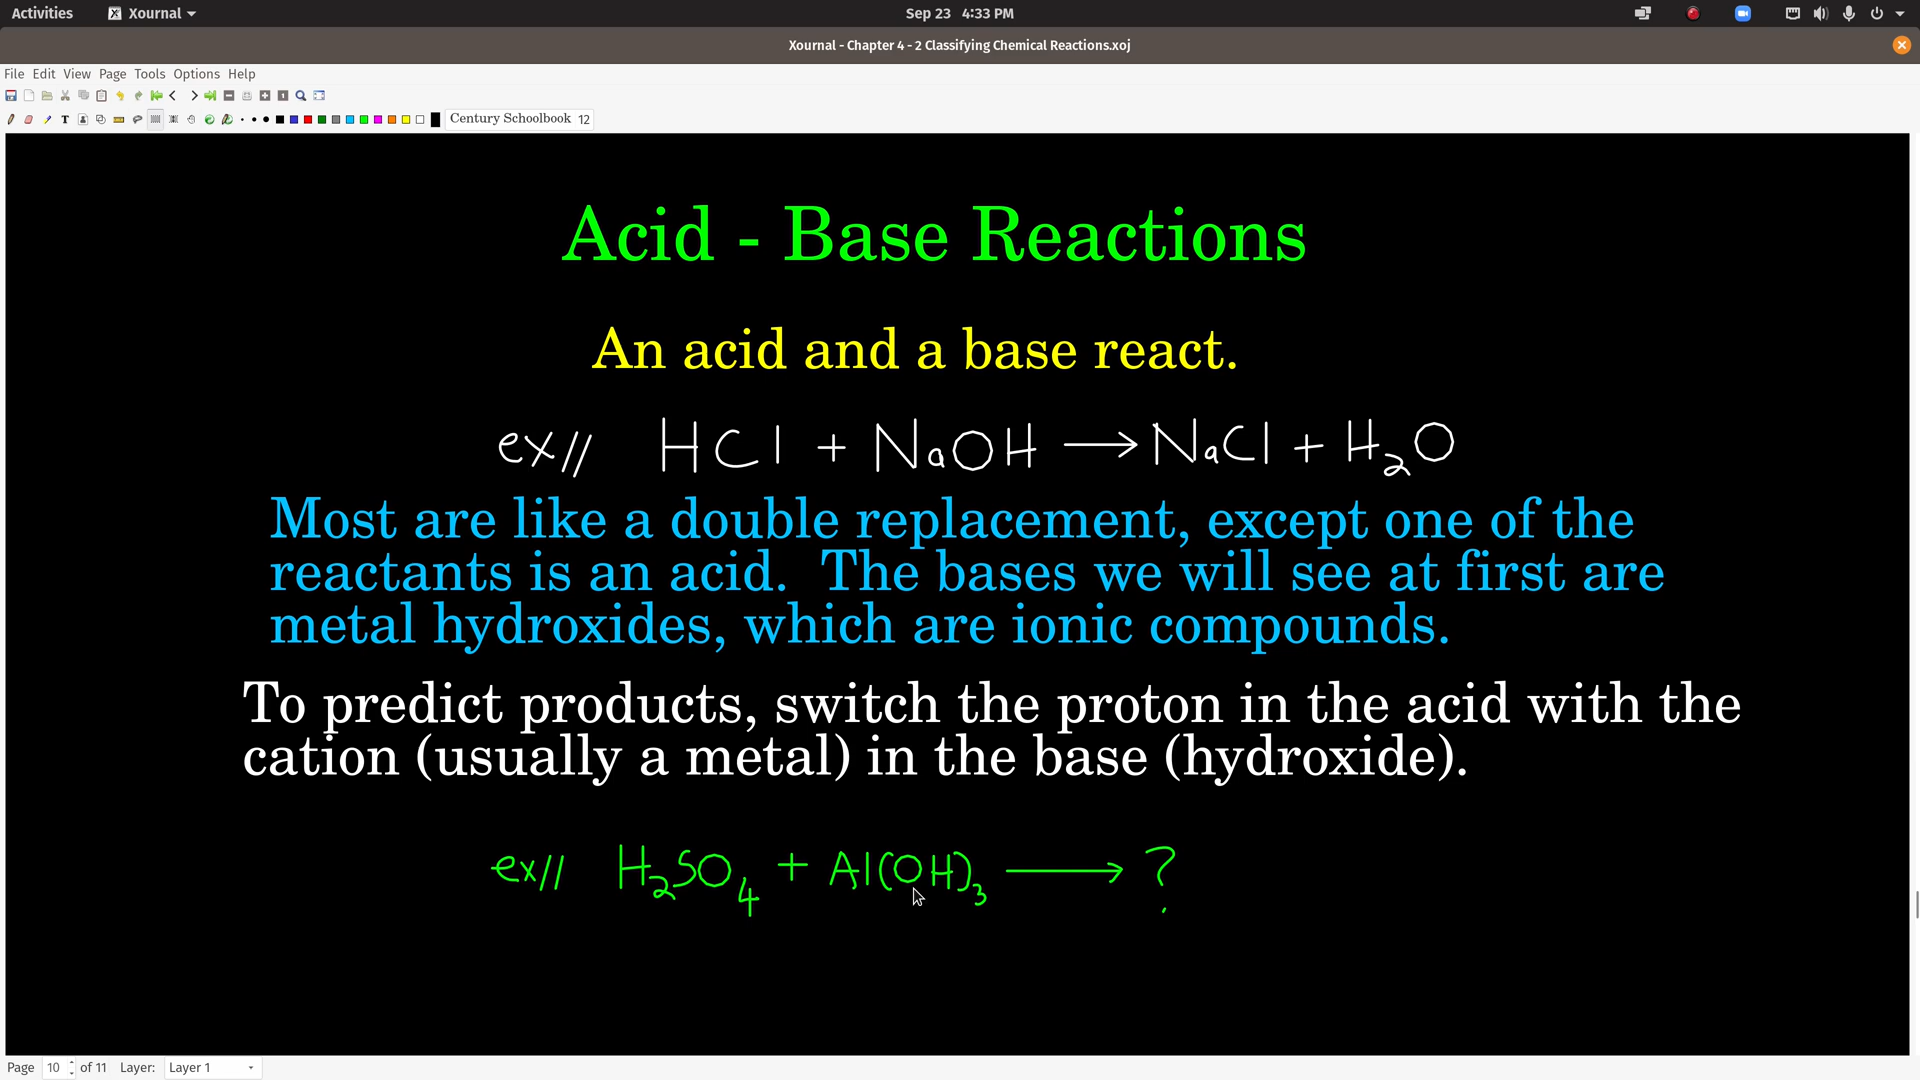 Activities Xournal Sep 23 4:33 PM
Xournal - Chapter 4 - 2 Classifying Chemical Reactions.xoj
File Edit View Page Tools Options Help
T Century Schoolbook 12
Acid - Base Reactions
An acid and a base react.
ex// HCl + NaOH → NaCl + H₂O
Most are like a double replacement, except one of the
reactants is an acid. The bases we will see at first are
metal hydroxides, which are ionic compounds.
To predict products, switch the proton in the acid with the
cation (usually a metal) in the base (hydroxide).
ex// H₂SO₄ + Al(OH)₃ → ?
Page 10 of 11 Layer: Layer 1